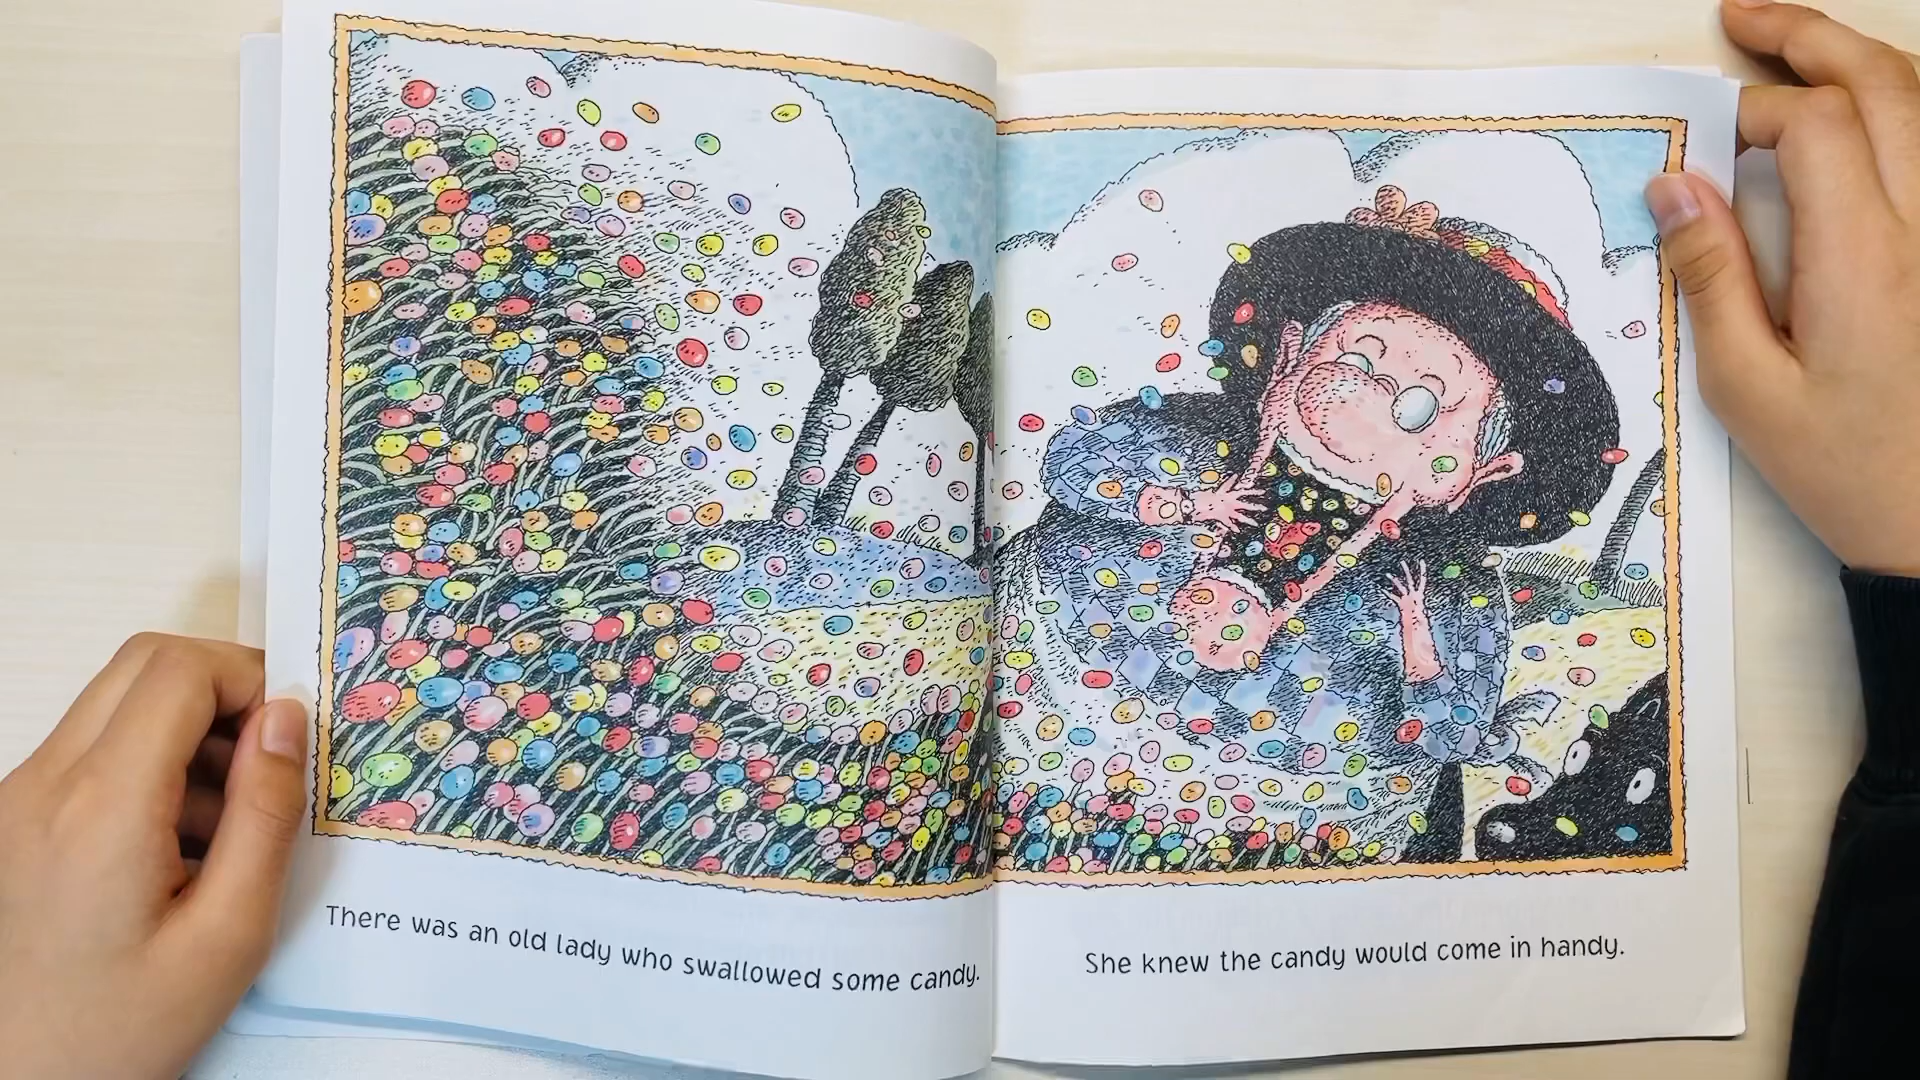 There was an old lady who swallowed some candy.
She knew the candy would come in handy.